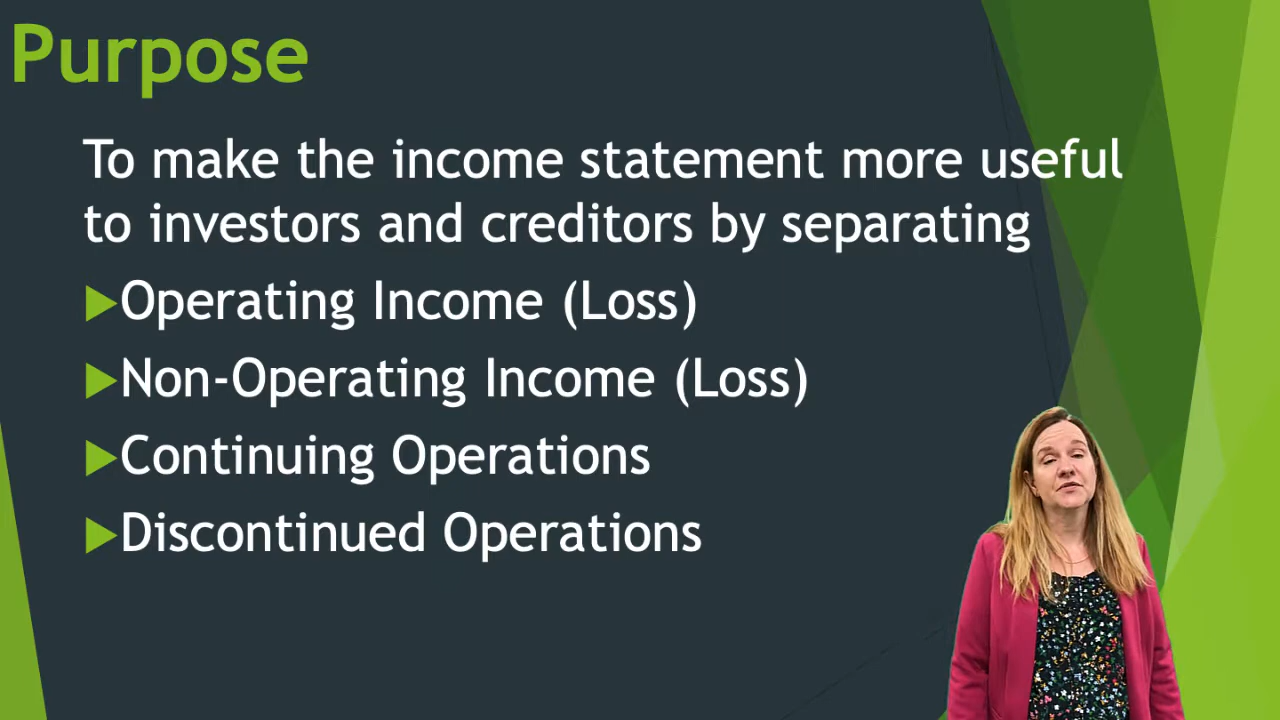 Purpose
To make the income statement more useful
to investors and creditors by separating
Operating Income (Loss)
Non-Operating Income (Loss)
Continuing Operations
Discontinued Operations